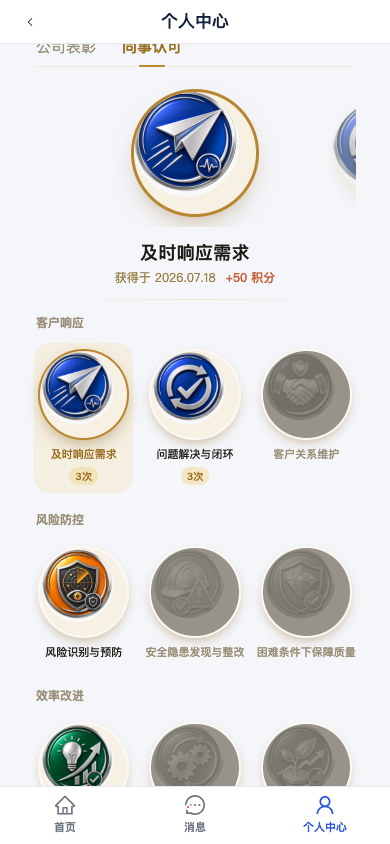 个人中心
公司表彰 同事认可
及时响应需求
获得于 2026.07.18 +50 积分
客户响应
及时响应需求 问题解决与闭环 客户关系维护
3次 3次
风险防控
风险识别与预防 安全隐患发现与整改 困难条件下保障质量
效率改进
首页 消息 个人中心